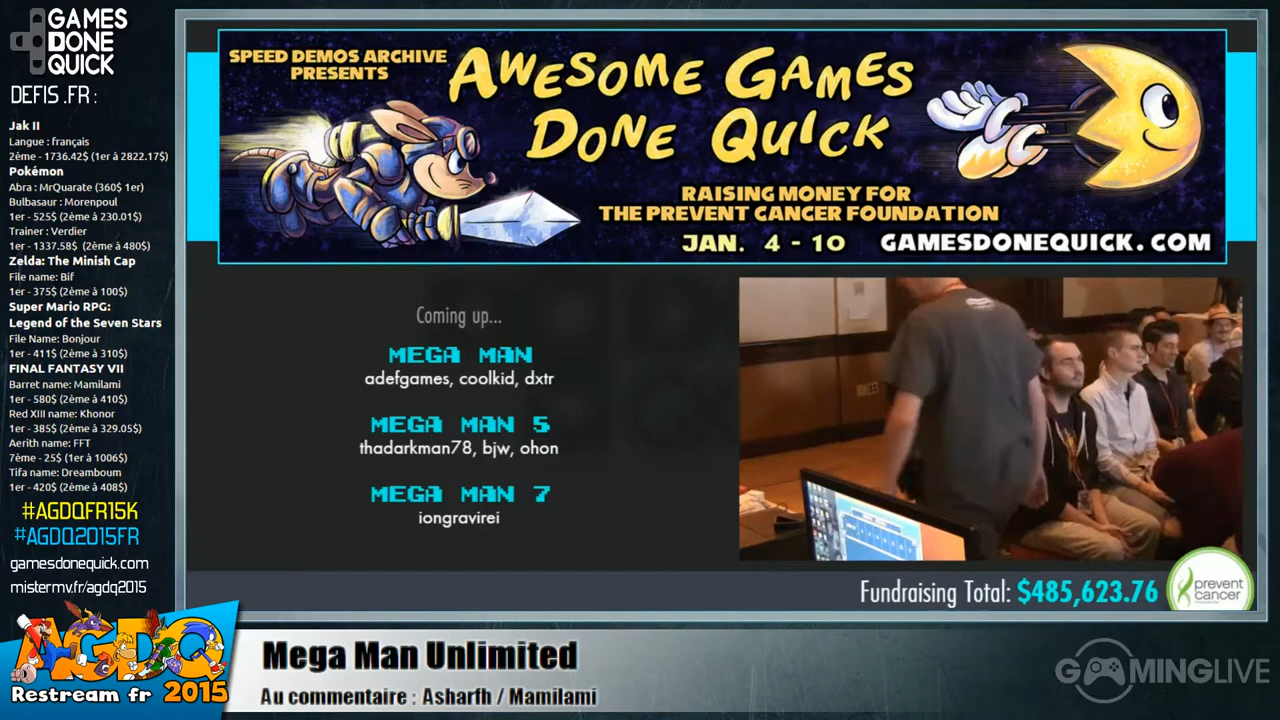 GAMES
DONE
QUICK
DEFIS .FR :
Jak II
Langue : français
2ème - 1736.42$ (1er à 2822.17$)
Pokémon
Abra : MrQuarate (360$ 1er)
Bulbasaur : Morenpoul
1er - 525$ (2ème à 230.01$)
Trainer : Verdier
1er - 1337.58$ (2ème à 480$)
Zelda: The Minish Cap
File name: Bif
1er - 375$ (2ème à 100$)
Super Mario RPG:
Legend of the Seven Stars
File Name: Bonjour
1er - 411$ (2ème à 310$)
FINAL FANTASY VII
Barret name: Mamilami
1er - 580$ (2ème à 410$)
Red XIII name: Khonor
1er - 385$ (2ème à 329.05$)
Aerith name: FFT
7ème - 25$ (1er à 1006$)
Tifa name: Dreamboum
1er - 420$ (2ème à 408$)
#AGDQFR15K
#AGDQ2015FR
gamesdonequick.com
mistermv.fr/agdq2015
AGDQ
Restream fr 2015
SPEED DEMOS ARCHIVE
PRESENTS
AWESOME GAMES
DONE QUICK
RAISING MONEY FOR
THE PREVENT CANCER FOUNDATION
JAN. 4 - 10 GAMESDONEQUICK.COM
Coming up...
MEGA MAN
adefgames, coolkid, dxtr
MEGA MAN 5
thadarkman78, bjw, ohon
MEGA MAN 7
iongravirei
Fundraising Total: $485,623.76
prevent
cancer
Mega Man Unlimited
Au commentaire : Asharfh / Mamilami
GAMINGLIVE